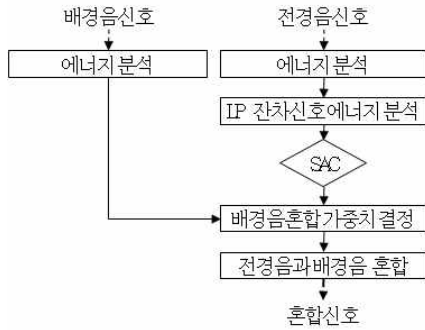 배경음신호 전경음신호
에너지 분석 에너지 분석
IP 잔차신호에너지 분석
SAC
배경음혼합 가중치 결정
전경음과 배경음 혼합
혼합신호